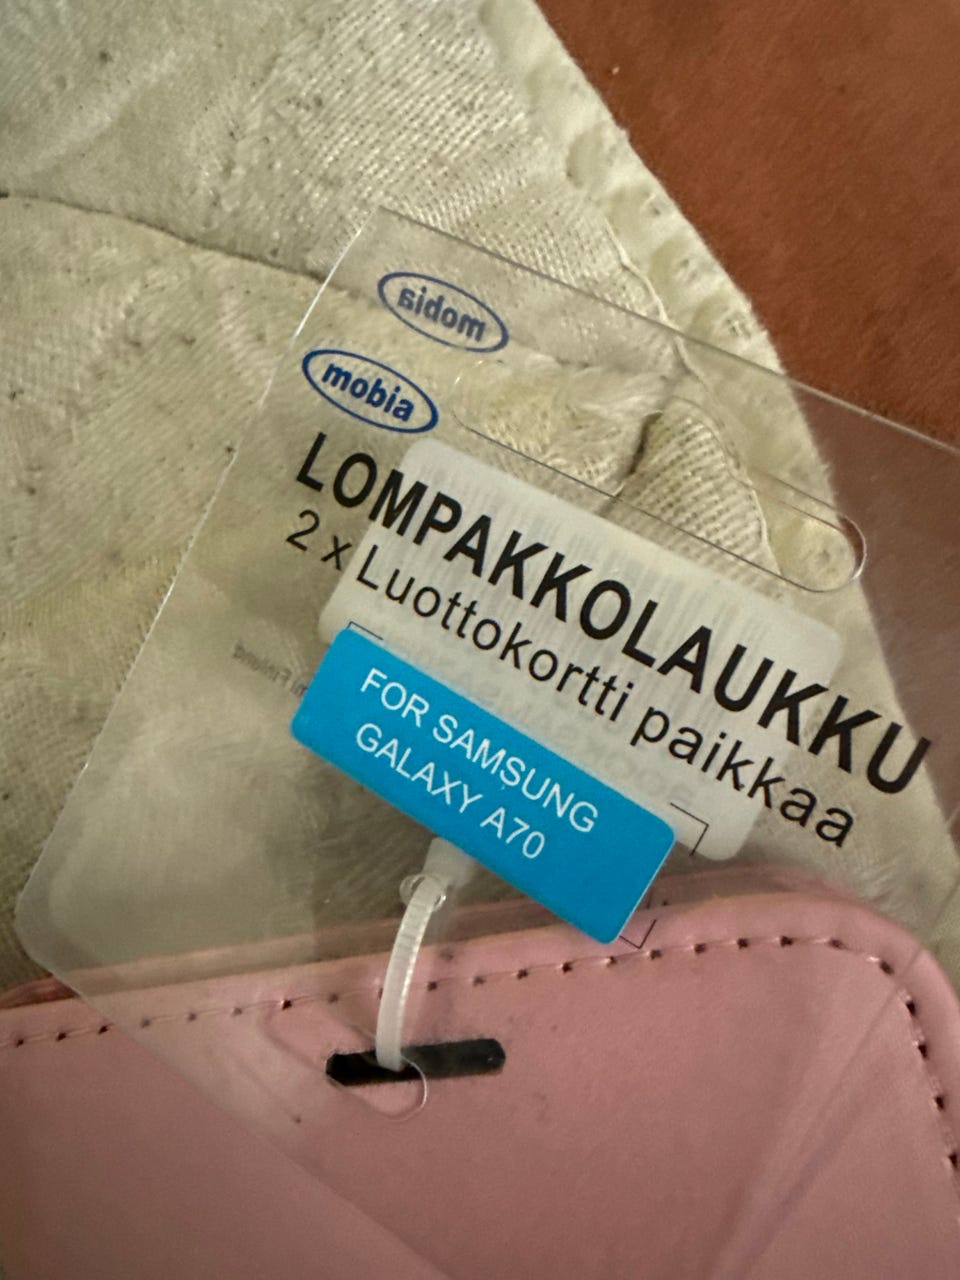 mobia
mobia
LOMPAKKOLAUKKU
2 x Luottokortti paikkaa
FOR SAMSUNG
GALAXY A70